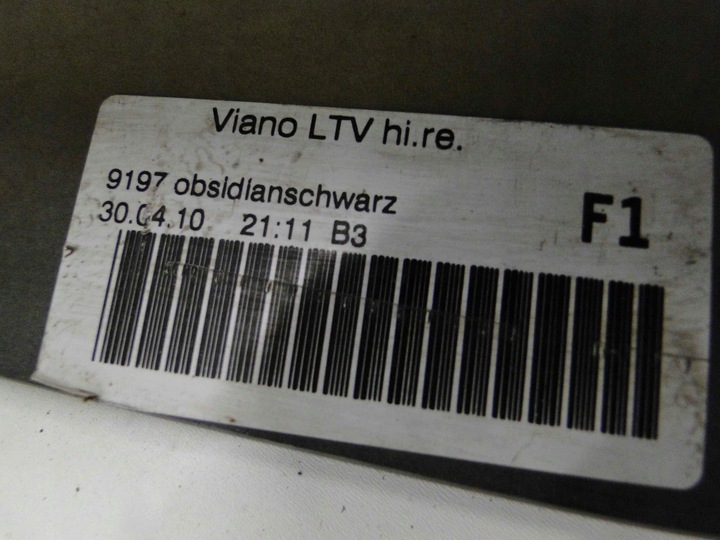 Viano LTV hi.re.
9197 obsidianschwarz
F1
30.04.10 21:11 B3